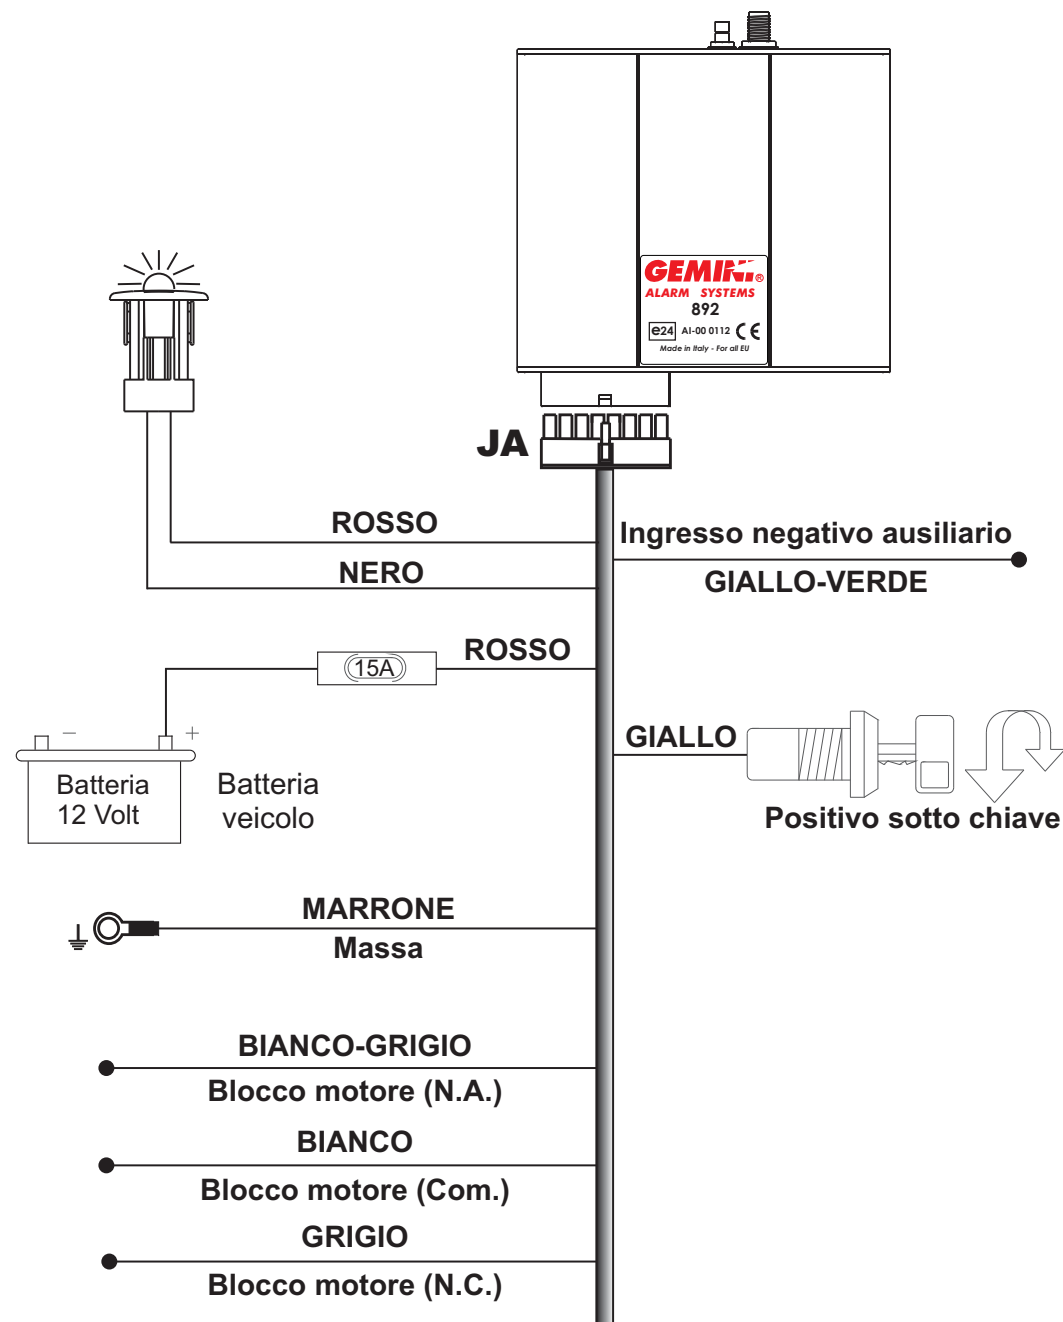 GEMINI®
ALARM SYSTEMS
892
e24 AI-00 0112 CE
Made in Italy - For all EU
JA
ROSSO
Ingresso negativo ausiliario
NERO
GIALLO-VERDE
ROSSO
15A
GIALLO
− +
Batteria
12 Volt
Batteria
veicolo
Positivo sotto chiave
MARRONE
Massa
BIANCO-GRIGIO
Blocco motore (N.A.)
BIANCO
Blocco motore (Com.)
GRIGIO
Blocco motore (N.C.)